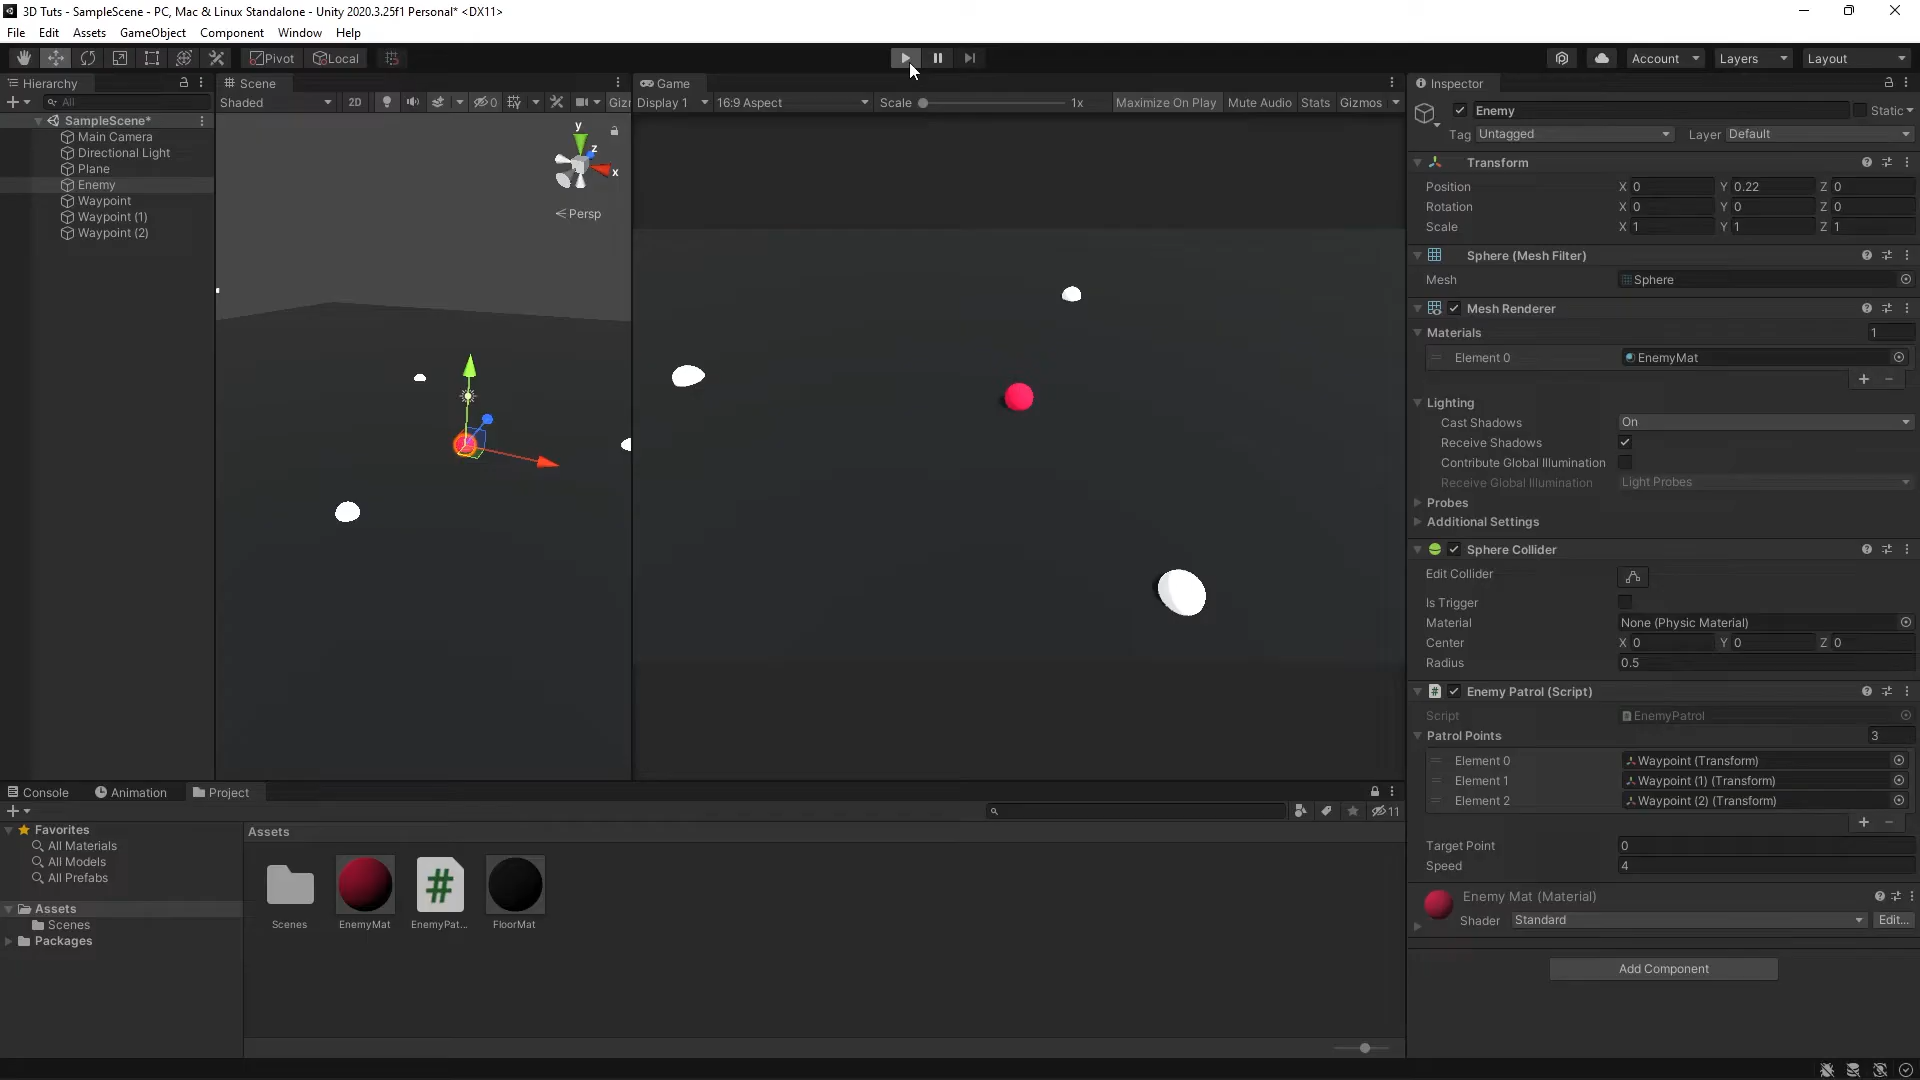 3D Tuts - SampleScene - PC, Mac & Linux Standalone - Unity 2020.3.25f1 Personal* <DX11>
File Edit Assets GameObject Component Window Help
Pivot Local Account Layers Layout
Hierarchy
All
SampleScene*
Main Camera
Directional Light
Plane
Enemy
Waypoint
Waypoint (1)
Waypoint (2)
Scene
Shaded 2D 0 Giz
y
z
x
Persp
Game
Display 1 16:9 Aspect Scale 1x Maximize On Play Mute Audio Stats Gizmos
Inspector
Enemy Static
Tag Untagged Layer Default
Transform
Position X 0 Y 0.22 Z 0
Rotation X 0 Y 0 Z 0
Scale X 1 Y 1 Z 1
Sphere (Mesh Filter)
Mesh Sphere
Mesh Renderer
Materials 1
Element 0 EnemyMat
Lighting
Cast Shadows On
Receive Shadows
Contribute Global Illumination
Receive Global Illumination Light Probes
Probes
Additional Settings
Sphere Collider
Edit Collider
Is Trigger
Material None (Physic Material)
Center X 0 Y 0 Z 0
Radius 0.5
Enemy Patrol (Script)
Script EnemyPatrol
Patrol Points 3
Element 0 Waypoint (Transform)
Element 1 Waypoint (1) (Transform)
Element 2 Waypoint (2) (Transform)
Target Point 0
Speed 4
Enemy Mat (Material)
Shader Standard Edit...
Add Component
Console Animation Project
11
Favorites
All Materials
All Models
All Prefabs
Assets
Scenes
Packages
Assets
Scenes EnemyMat EnemyPat... FloorMat